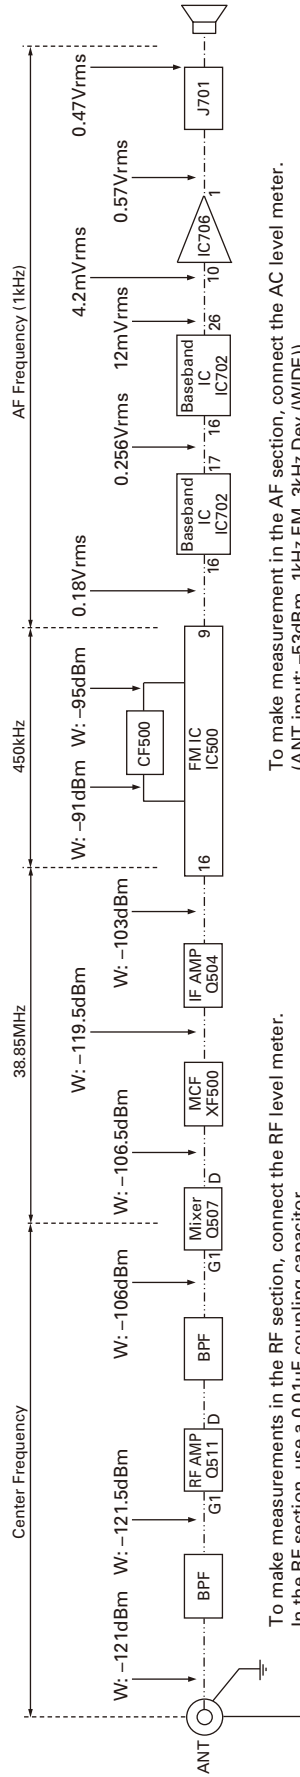 Center Frequency
38.85MHz
450kHz
AF Frequency (1kHz)
W: –121dBm
W: –121.5dBm
W: –106dBm
W: –106.5dBm
W: –119.5dBm
W: –103dBm
W: –91dBm
W: –95dBm
0.18Vrms
0.256Vrms
12mVrms
4.2mVrms
0.57Vrms
0.47Vrms
ANT
BPF
G1
RF AMP
Q511
D
BPF
G1
Mixer
Q507
D
MCF
XF500
IF AMP
Q504
16
CF500
FM IC
IC500
9
16
Baseband
IC
IC702
17
16
Baseband
IC
IC702
26
10
IC706
1
J701
To make measurements in the RF section, connect the RF level meter.
In the RF section, use a 0.01µF coupling capacitor.
To make measurement in the AF section, connect the AC level meter.
(ANT input: –53dBm, 1kHz FM, 3kHz Dev (WIDE))